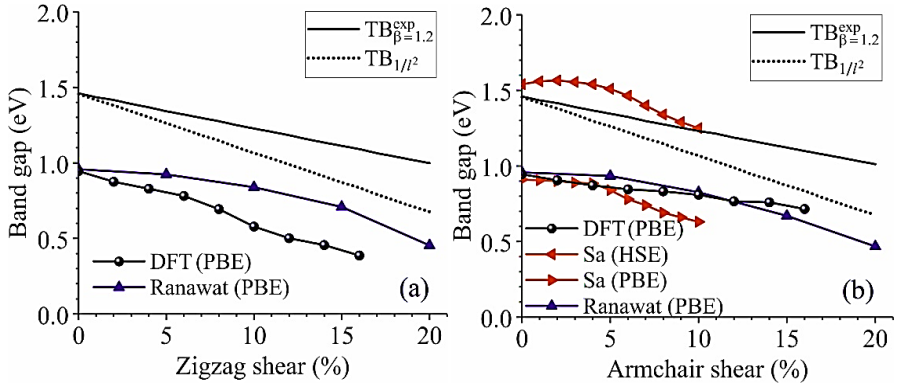 2.0
1.5
1.0
0.5
0.0
Band gap (eV)
TB^exp_β=1.2
TB_1/l²
DFT (PBE)
Ranawat (PBE)
(a)
0 5 10 15 20
Zigzag shear (%)
2.0
1.5
1.0
0.5
0.0
Band gap (eV)
TB^exp_β=1.2
TB_1/l²
DFT (PBE)
Sa (HSE)
Sa (PBE)
Ranawat (PBE)
(b)
0 5 10 15 20
Armchair shear (%)